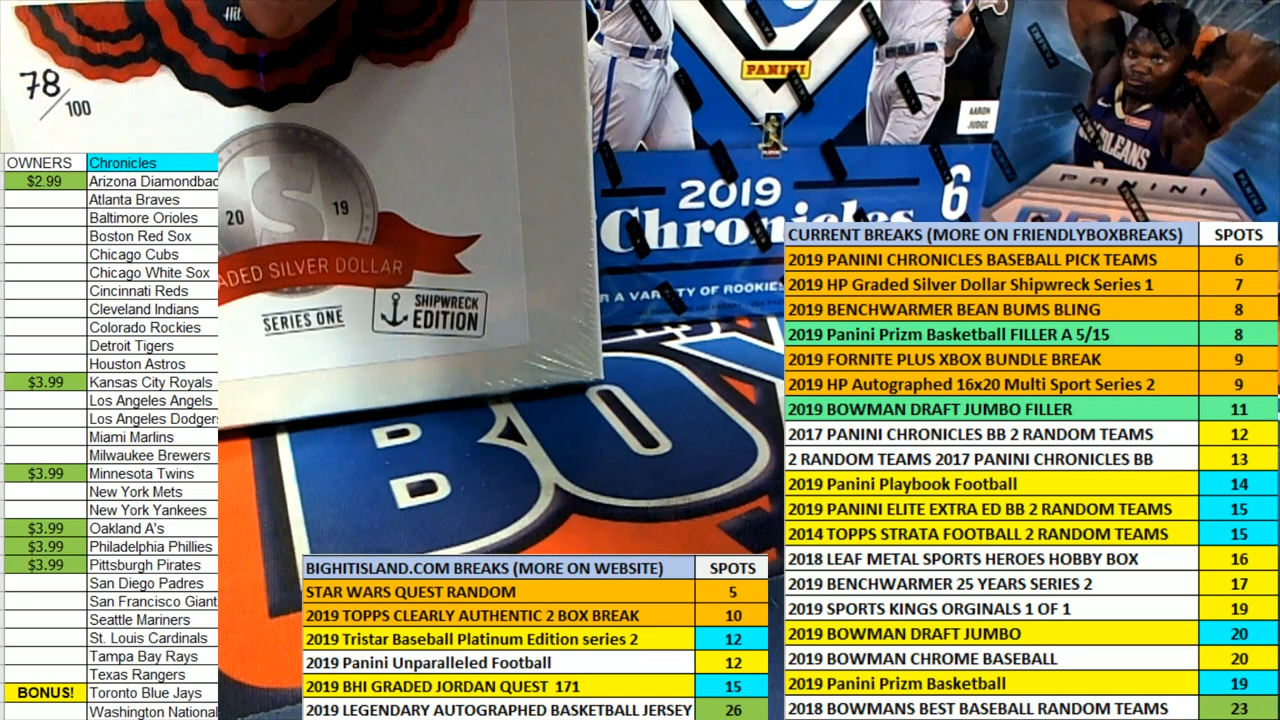 Hit
78/100
20 19
ADED SILVER DOLLAR
SERIES ONE
SHIPWRECK
EDITION
PANINI
AARON
JUDGE
2019
Chronicles
6
R A VARIETY OF ROOKIES
PANINI
OWNERS Chronicles
$2.99 Arizona Diamondbac
Atlanta Braves
Baltimore Orioles
Boston Red Sox
Chicago Cubs
Chicago White Sox
Cincinnati Reds
Cleveland Indians
Colorado Rockies
Detroit Tigers
Houston Astros
$3.99 Kansas City Royals
Los Angeles Angels
Los Angeles Dodger
Miami Marlins
Milwaukee Brewers
$3.99 Minnesota Twins
New York Mets
New York Yankees
$3.99 Oakland A's
$3.99 Philadelphia Phillies
$3.99 Pittsburgh Pirates
San Diego Padres
San Francisco Giant
Seattle Mariners
St. Louis Cardinals
Tampa Bay Rays
Texas Rangers
BONUS! Toronto Blue Jays
Washington National
BO
BIGHITISLAND.COM BREAKS (MORE ON WEBSITE) SPOTS
STAR WARS QUEST RANDOM 5
2019 TOPPS CLEARLY AUTHENTIC 2 BOX BREAK 10
2019 Tristar Baseball Platinum Edition series 2 12
2019 Panini Unparalleled Football 12
2019 BHI GRADED JORDAN QUEST 171 15
2019 LEGENDARY AUTOGRAPHED BASKETBALL JERSEY 26
CURRENT BREAKS (MORE ON FRIENDLYBOXBREAKS) SPOTS
2019 PANINI CHRONICLES BASEBALL PICK TEAMS 6
2019 HP Graded Silver Dollar Shipwreck Series 1 7
2019 BENCHWARMER BEAN BUMS BLING 8
2019 Panini Prizm Basketball FILLER A 5/15 8
2019 FORNITE PLUS XBOX BUNDLE BREAK 9
2019 HP Autographed 16x20 Multi Sport Series 2 9
2019 BOWMAN DRAFT JUMBO FILLER 11
2017 PANINI CHRONICLES BB 2 RANDOM TEAMS 12
2 RANDOM TEAMS 2017 PANINI CHRONICLES BB 13
2019 Panini Playbook Football 14
2019 PANINI ELITE EXTRA ED BB 2 RANDOM TEAMS 15
2014 TOPPS STRATA FOOTBALL 2 RANDOM TEAMS 15
2018 LEAF METAL SPORTS HEROES HOBBY BOX 16
2019 BENCHWARMER 25 YEARS SERIES 2 17
2019 SPORTS KINGS ORGINALS 1 OF 1 19
2019 BOWMAN DRAFT JUMBO 20
2019 BOWMAN CHROME BASEBALL 20
2019 Panini Prizm Basketball 19
2018 BOWMANS BEST BASEBALL RANDOM TEAMS 23